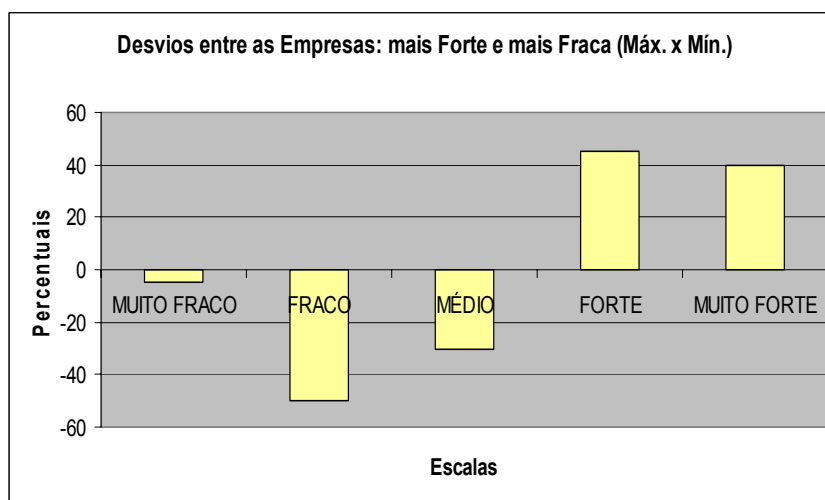 Desvios entre as Empresas: mais Forte e mais Fraca (Máx. x Mín.)
Percentuais
60
40
20
0
-20
-40
-60
MUITO FRACO
FRACO
MÉDIO
FORTE
MUITO FORTE
Escalas